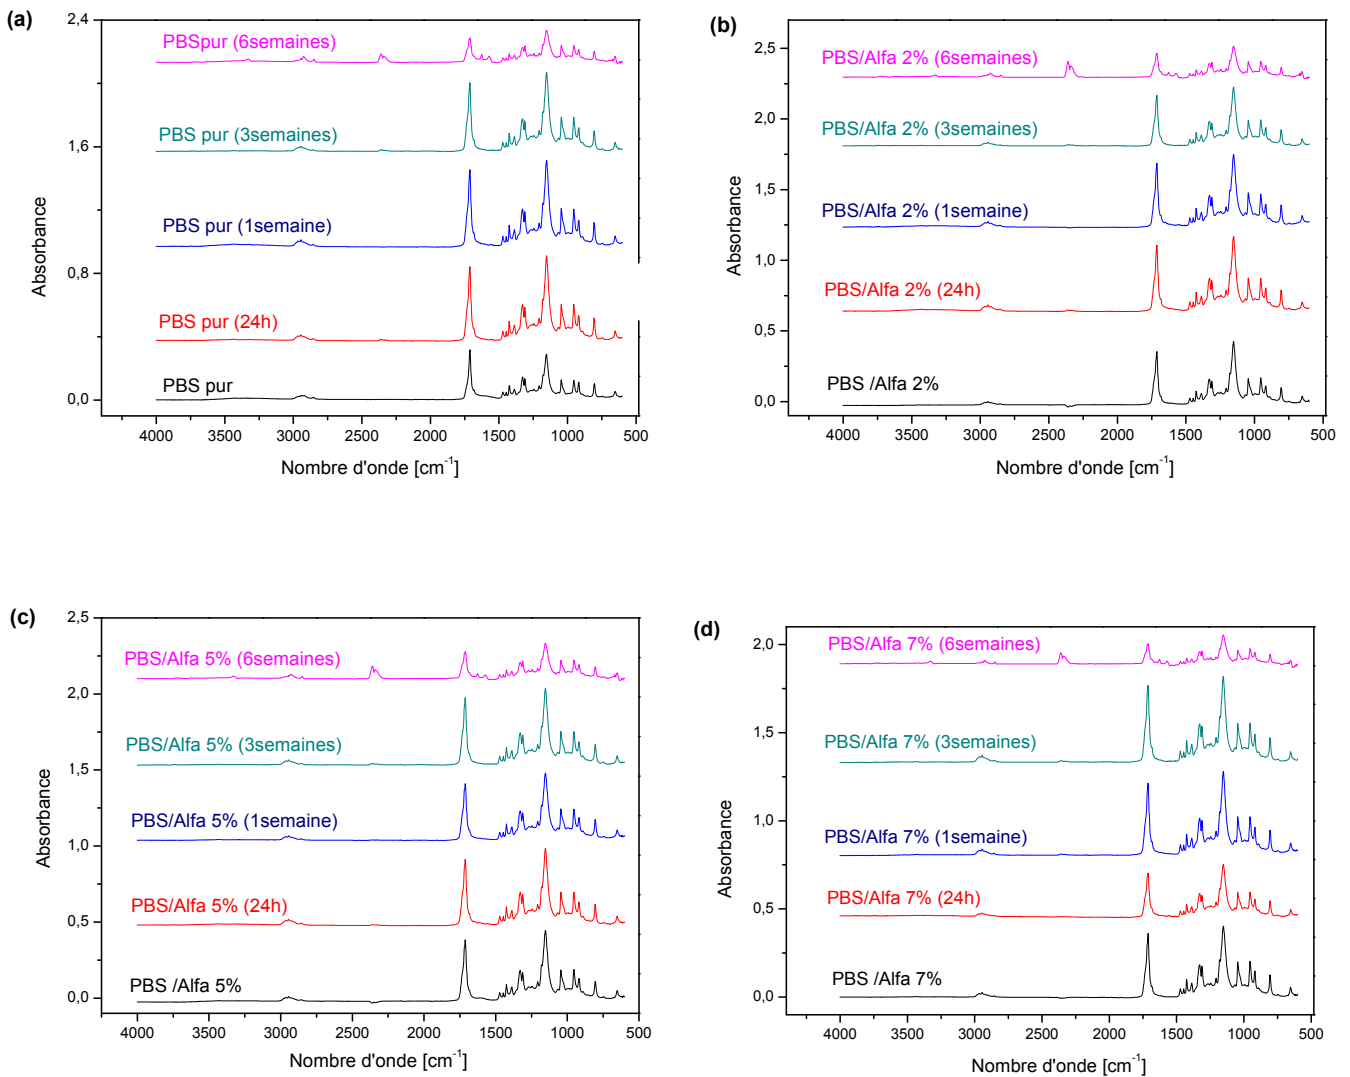 (a)
2,4
1,6
0,8
0,0
Absorbance
PBSpur (6semaines)
PBS pur (3semaines)
PBS pur (1semaine)
PBS pur (24h)
PBS pur
4000 3500 3000 2500 2000 1500 1000 500
Nombre d'onde [cm-1]
(b)
2,5
2,0
1,5
1,0
0,5
0,0
Absorbance
PBS/Alfa 2% (6semaines)
PBS/Alfa 2% (3semaines)
PBS/Alfa 2% (1semaine)
PBS/Alfa 2% (24h)
PBS /Alfa 2%
4000 3500 3000 2500 2000 1500 1000 500
Nombre d'onde [cm-1]
(c)
2,5
2,0
1,5
1,0
0,5
0,0
Absorbance
PBS/Alfa 5% (6semaines)
PBS/Alfa 5% (3semaines)
PBS/Alfa 5% (1semaine)
PBS/Alfa 5% (24h)
PBS /Alfa 5%
4000 3500 3000 2500 2000 1500 1000 500
Nombre d'onde [cm-1]
(d)
2,0
1,5
1,0
0,5
0,0
Absorbance
PBS/Alfa 7% (6semaines)
PBS/Alfa 7% (3semaines)
PBS/Alfa 7% (1semaine)
PBS/Alfa 7% (24h)
PBS /Alfa 7%
4000 3500 3000 2500 2000 1500 1000 500
Nombre d'onde [cm-1]